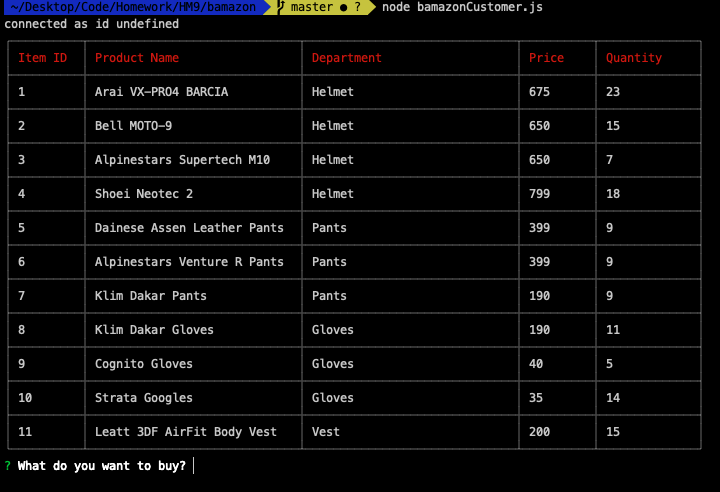 ~/Desktop/Code/Homework/HM9/bamazon master ● ? node bamazonCustomer.js
connected as id undefined
Item ID Product Name Department Price Quantity
1 Arai VX-PRO4 BARCIA Helmet 675 23
2 Bell MOTO-9 Helmet 650 15
3 Alpinestars Supertech M10 Helmet 650 7
4 Shoei Neotec 2 Helmet 799 18
5 Dainese Assen Leather Pants Pants 399 9
6 Alpinestars Venture R Pants Pants 399 9
7 Klim Dakar Pants Pants 190 9
8 Klim Dakar Gloves Gloves 190 11
9 Cognito Gloves Gloves 40 5
10 Strata Googles Gloves 35 14
11 Leatt 3DF AirFit Body Vest Vest 200 15
? What do you want to buy?